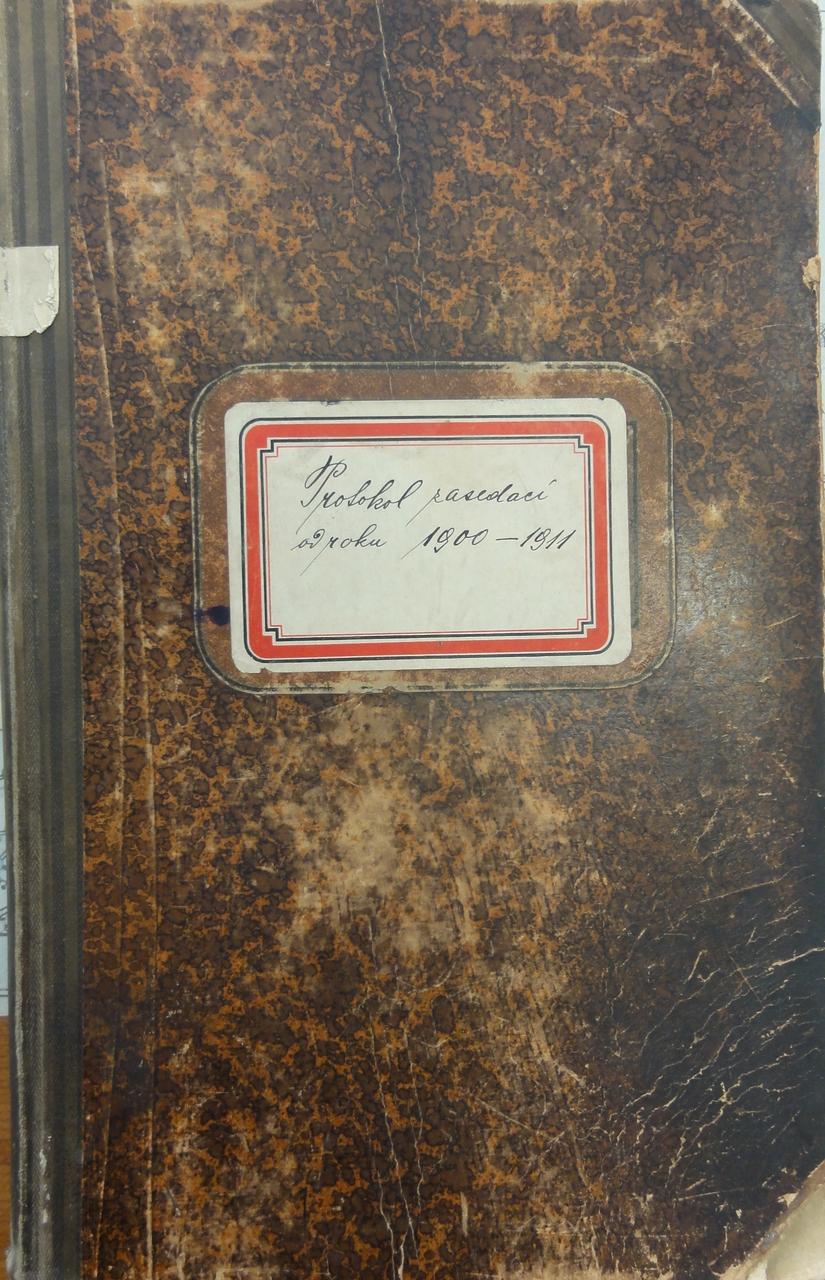 Protokol zasedací
od roku 1900 – 1911